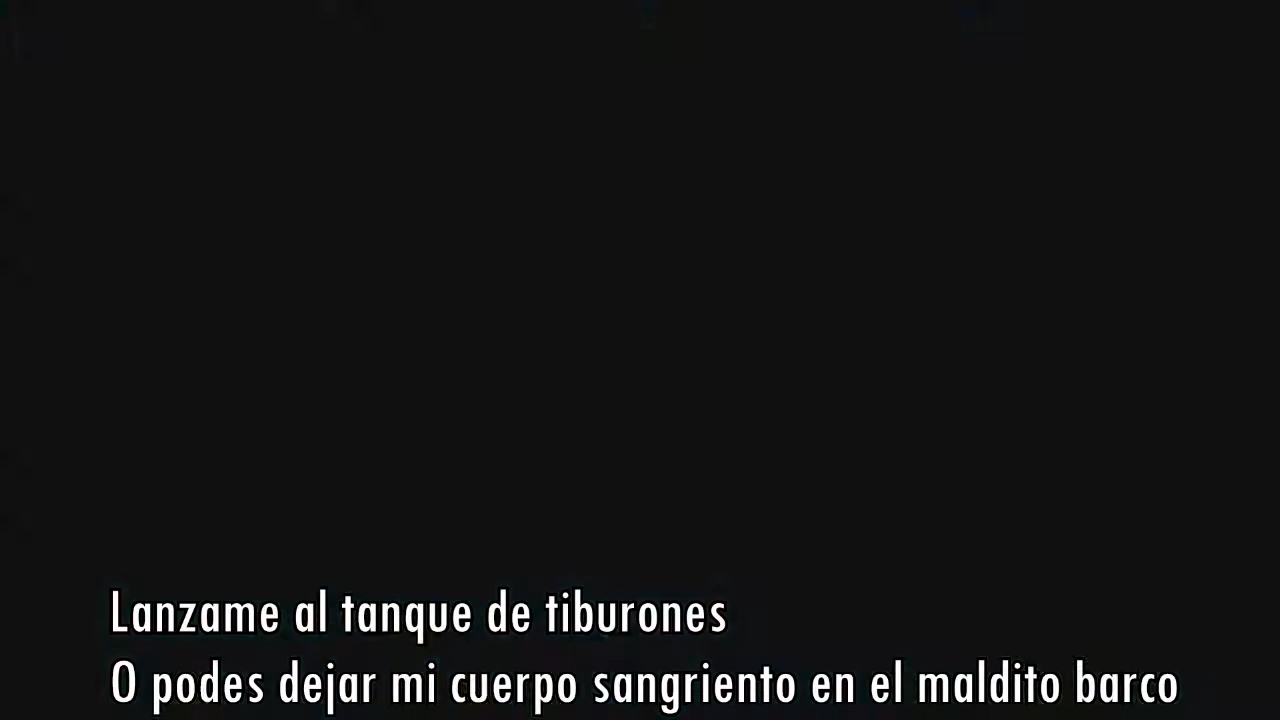 Lanzame al tanque de tiburones
O podes dejar mi cuerpo sangriento en el maldito barco